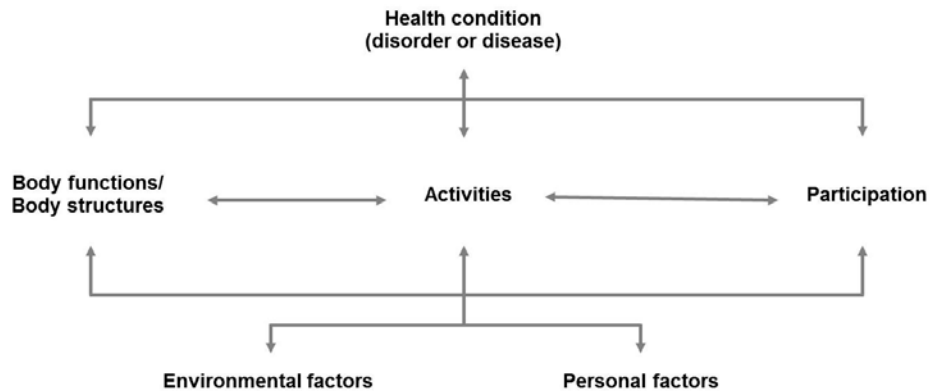 Health condition
(disorder or disease)
Body functions/
Body structures
Activities
Participation
Environmental factors
Personal factors